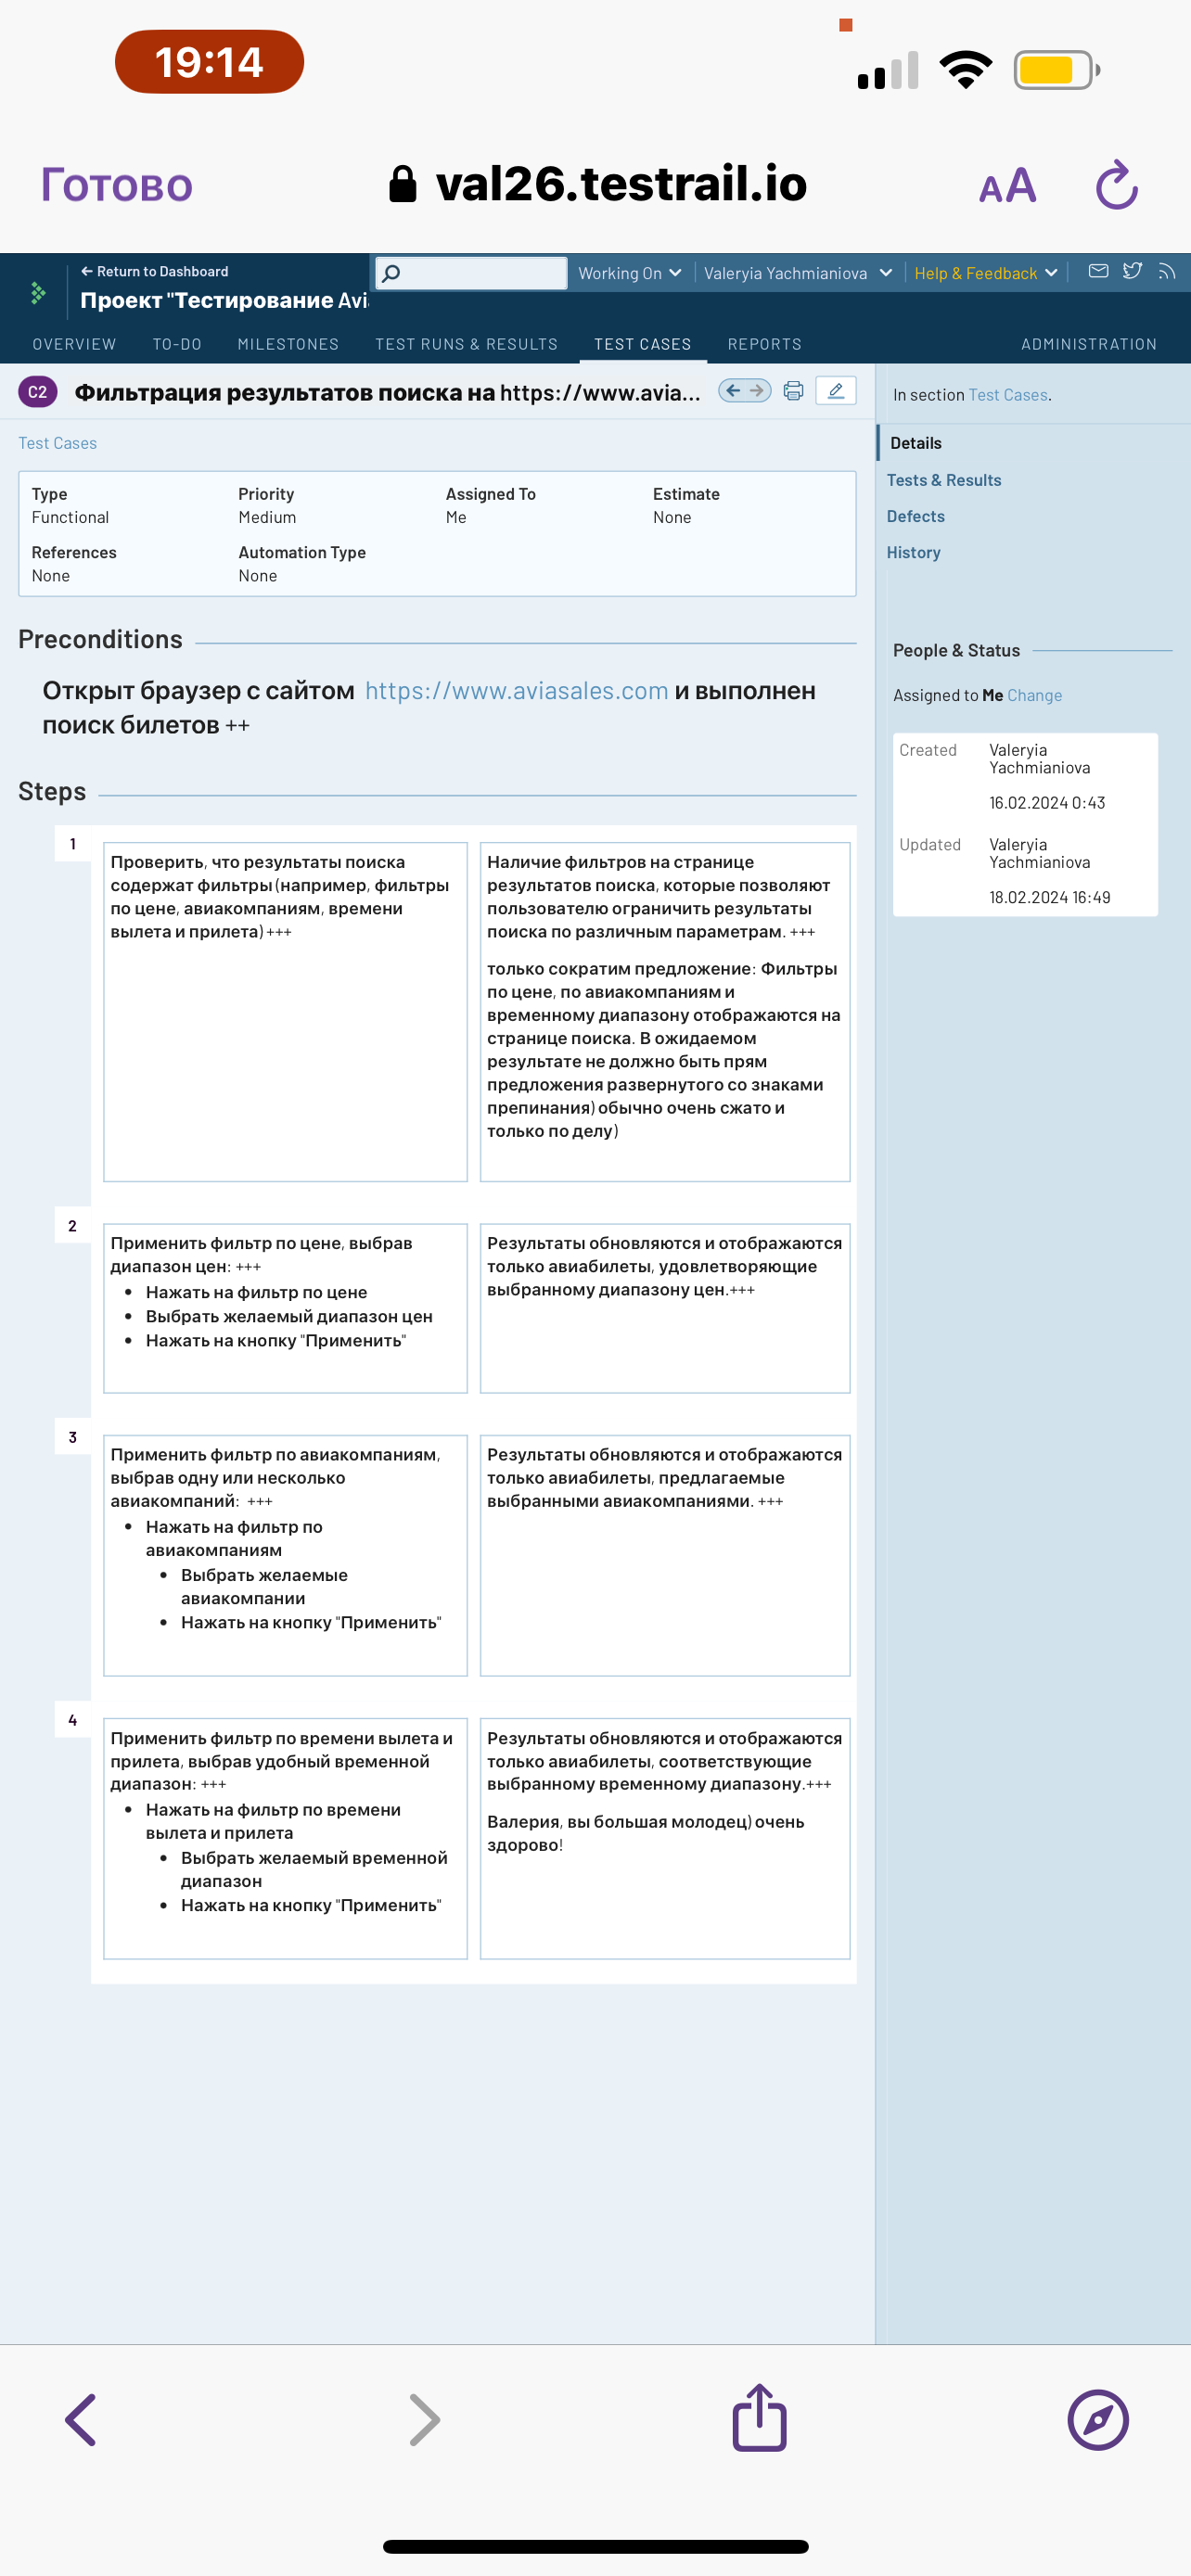 19:14
Готово
val26.testrail.io
AA
← Return to Dashboard
Проект "Тестирование Avi
Working On
Valeryia Yachmianiova
Help & Feedback
OVERVIEW
TO-DO
MILESTONES
TEST RUNS & RESULTS
TEST CASES
REPORTS
ADMINISTRATION
C2
Фильтрация результатов поиска на https://www.avia...
Test Cases
Type
Functional
Priority
Medium
Assigned To
Me
Estimate
None
References
None
Automation Type
None
Preconditions
Открыт браузер с сайтом https://www.aviasales.com и выполнен
поиск билетов ++
Steps
1
Проверить, что результаты поиска
содержат фильтры (например, фильтры
по цене, авиакомпаниям, времени
вылета и прилета) +++
Наличие фильтров на странице
результатов поиска, которые позволяют
пользователю ограничить результаты
поиска по различным параметрам. +++
только сократим предложение: Фильтры
по цене, по авиакомпаниям и
временному диапазону отображаются на
странице поиска. В ожидаемом
результате не должно быть прям
предложения развернутого со знаками
препинания) обычно очень сжато и
только по делу)
2
Применить фильтр по цене, выбрав
диапазон цен: +++
• Нажать на фильтр по цене
• Выбрать желаемый диапазон цен
• Нажать на кнопку "Применить"
Результаты обновляются и отображаются
только авиабилеты, удовлетворяющие
выбранному диапазону цен.+++
3
Применить фильтр по авиакомпаниям,
выбрав одну или несколько
авиакомпаний: +++
• Нажать на фильтр по
авиакомпаниям
• Выбрать желаемые
авиакомпании
• Нажать на кнопку "Применить"
Результаты обновляются и отображаются
только авиабилеты, предлагаемые
выбранными авиакомпаниями. +++
4
Применить фильтр по времени вылета и
прилета, выбрав удобный временной
диапазон: +++
• Нажать на фильтр по времени
вылета и прилета
• Выбрать желаемый временной
диапазон
• Нажать на кнопку "Применить"
Результаты обновляются и отображаются
только авиабилеты, соответствующие
выбранному временному диапазону.+++
Валерия, вы большая молодец) очень
здорово!
In section Test Cases.
Details
Tests & Results
Defects
History
People & Status
Assigned to Me Change
Created
Valeryia
Yachmianiova
16.02.2024 0:43
Updated
Valeryia
Yachmianiova
18.02.2024 16:49